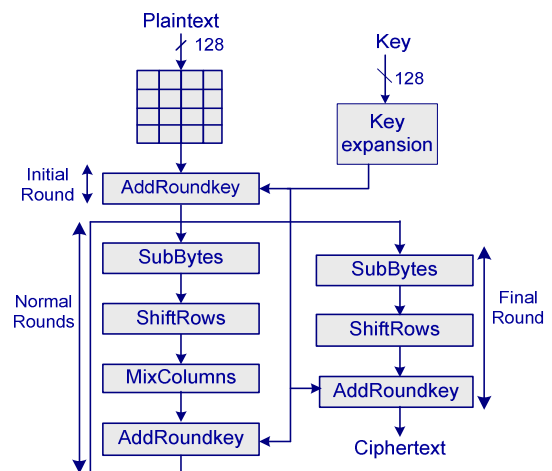 Plaintext
128
Key
128
Key
expansion
Initial
Round
AddRoundkey
SubBytes
SubBytes
Normal
Rounds
ShiftRows
ShiftRows
Final
Round
MixColumns
AddRoundkey
AddRoundkey
Ciphertext